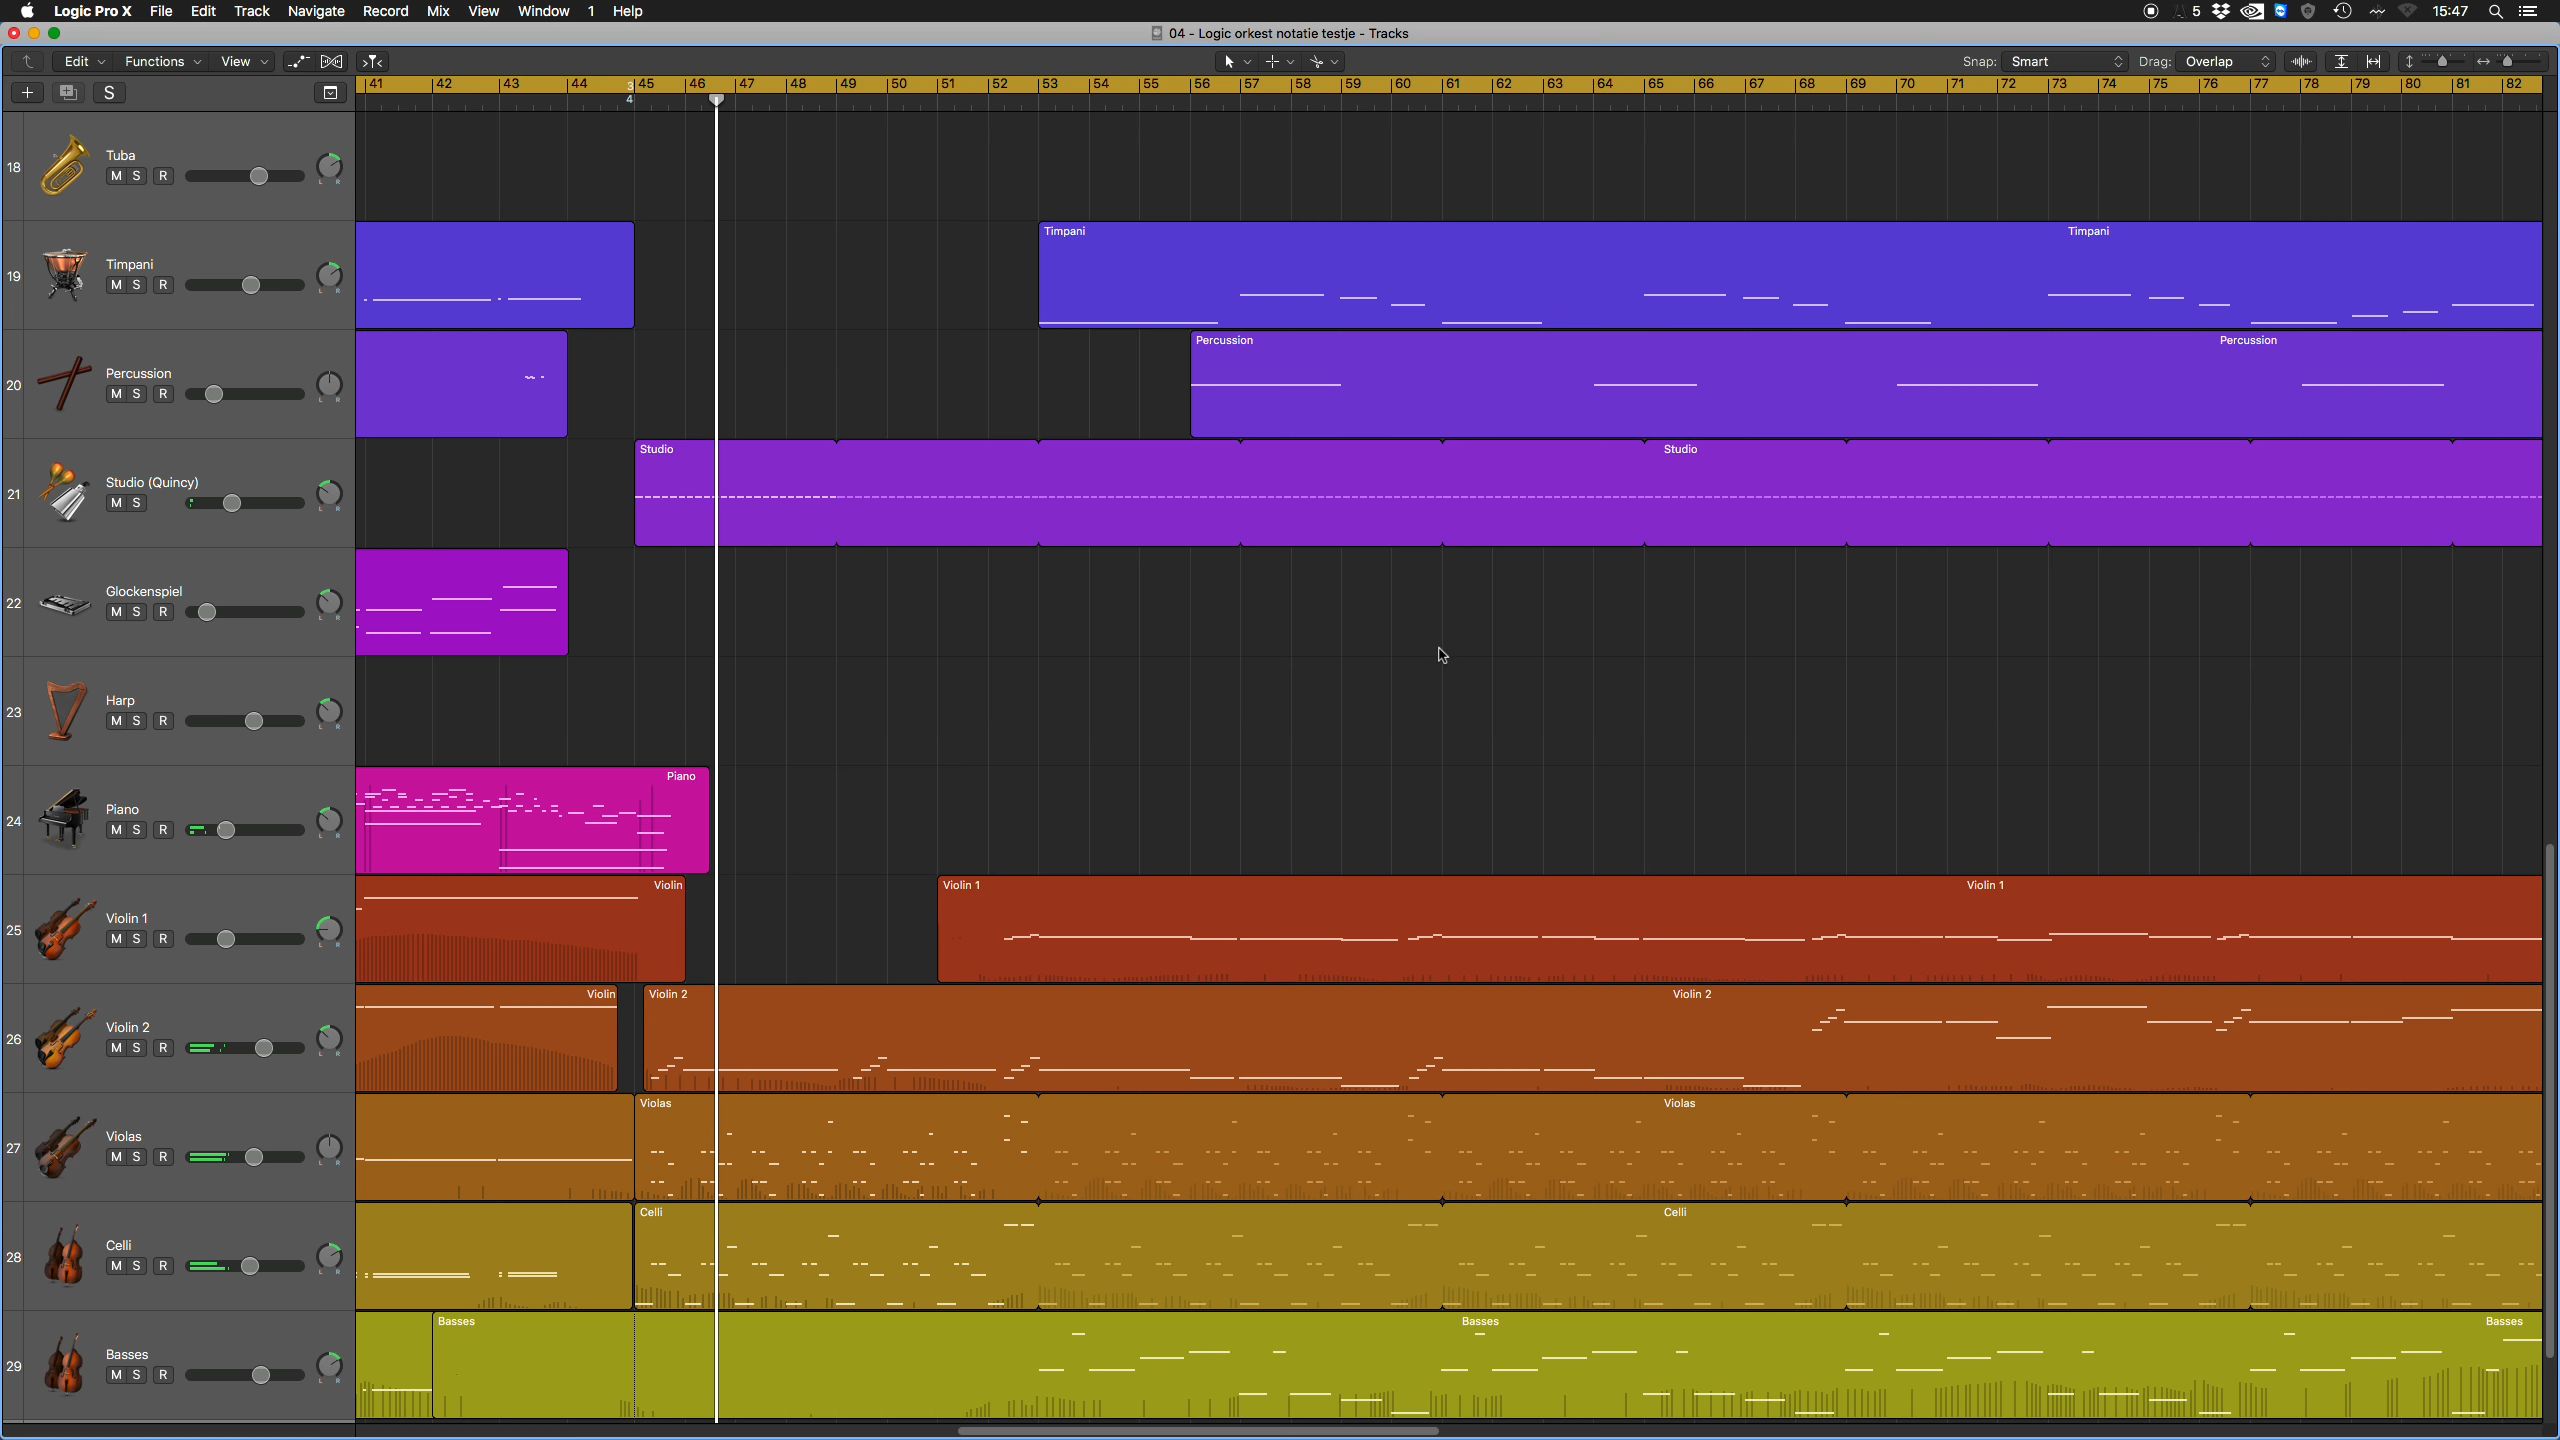 Logic Pro X File Edit Track Navigate Record Mix View Window 1 Help 5 15:47
04 - Logic orkest notatie testje - Tracks
Edit Functions View Snap: Smart Drag: Overlap
S
41 42 43 44 45 46 47 48 49 50 51 52 53 54 55 56 57 58 59 60 61 62 63 64 65 66 67 68 69 70 71 72 73 74 75 76 77 78 79 80 81 82
3
4
18 Tuba
M S R
L R
19 Timpani
M S R
L R
Timpani Timpani
20 Percussion
M S R
L R
Percussion Percussion
21 Studio (Quincy)
M S
L R
Studio Studio
22 Glockenspiel
M S R
L R
23 Harp
M S R
L R
24 Piano
M S R
L R
Piano
25 Violin 1
M S R
L R
Violin Violin 1 Violin 1
26 Violin 2
M S R
L R
Violin Violin 2 Violin 2
27 Violas
M S R
L R
Violas Violas
28 Celli
M S R
L R
Celli Celli
29 Basses
M S R
L R
Basses Basses Basses